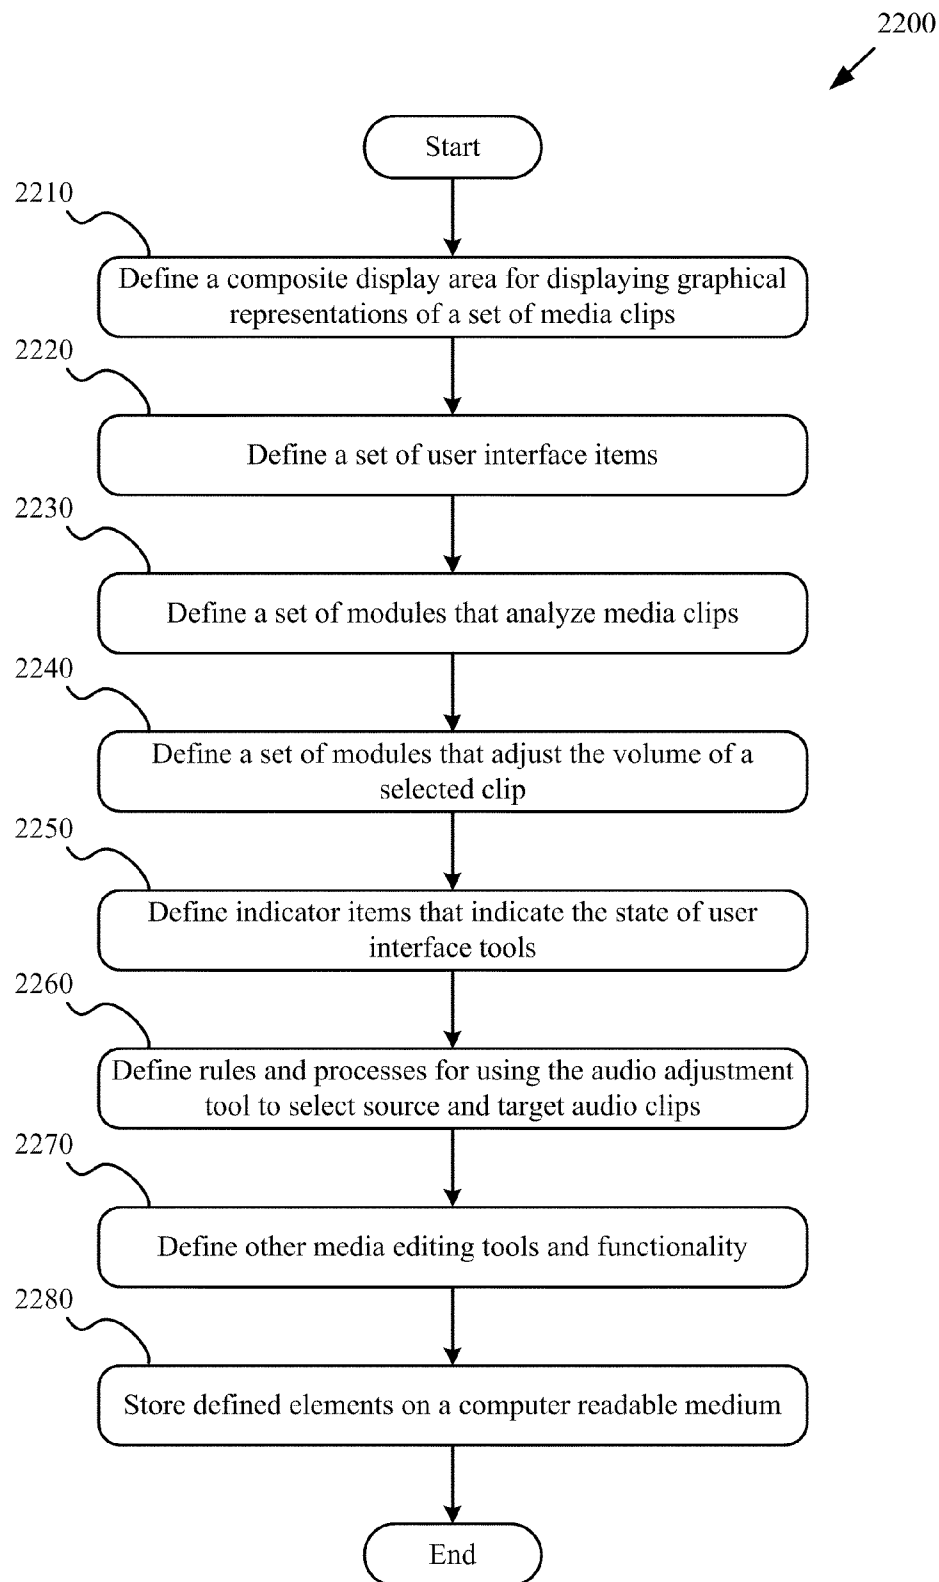 2200
Start
2210
Define a composite display area for displaying graphical
representations of a set of media clips
2220
Define a set of user interface items
2230
Define a set of modules that analyze media clips
2240
Define a set of modules that adjust the volume of a
selected clip
2250
Define indicator items that indicate the state of user
interface tools
2260
Define rules and processes for using the audio adjustment
tool to select source and target audio clips
2270
Define other media editing tools and functionality
2280
Store defined elements on a computer readable medium
End